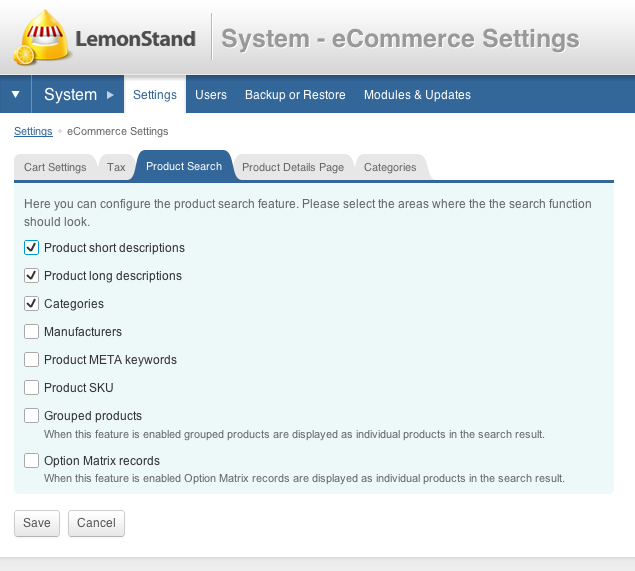 LemonStand
System - eCommerce Settings
System
Settings
Users
Backup or Restore
Modules & Updates
Settings
eCommerce Settings
Cart Settings
Tax
Product Search
Product Details Page
Categories
Here you can configure the product search feature. Please select the areas where the the search function
should look.
Product short descriptions
Product long descriptions
Categories
Manufacturers
Product META keywords
Product SKU
Grouped products
When this feature is enabled grouped products are displayed as individual products in the search result.
Option Matrix records
When this feature is enabled Option Matrix records are displayed as individual products in the search result.
Save
Cancel